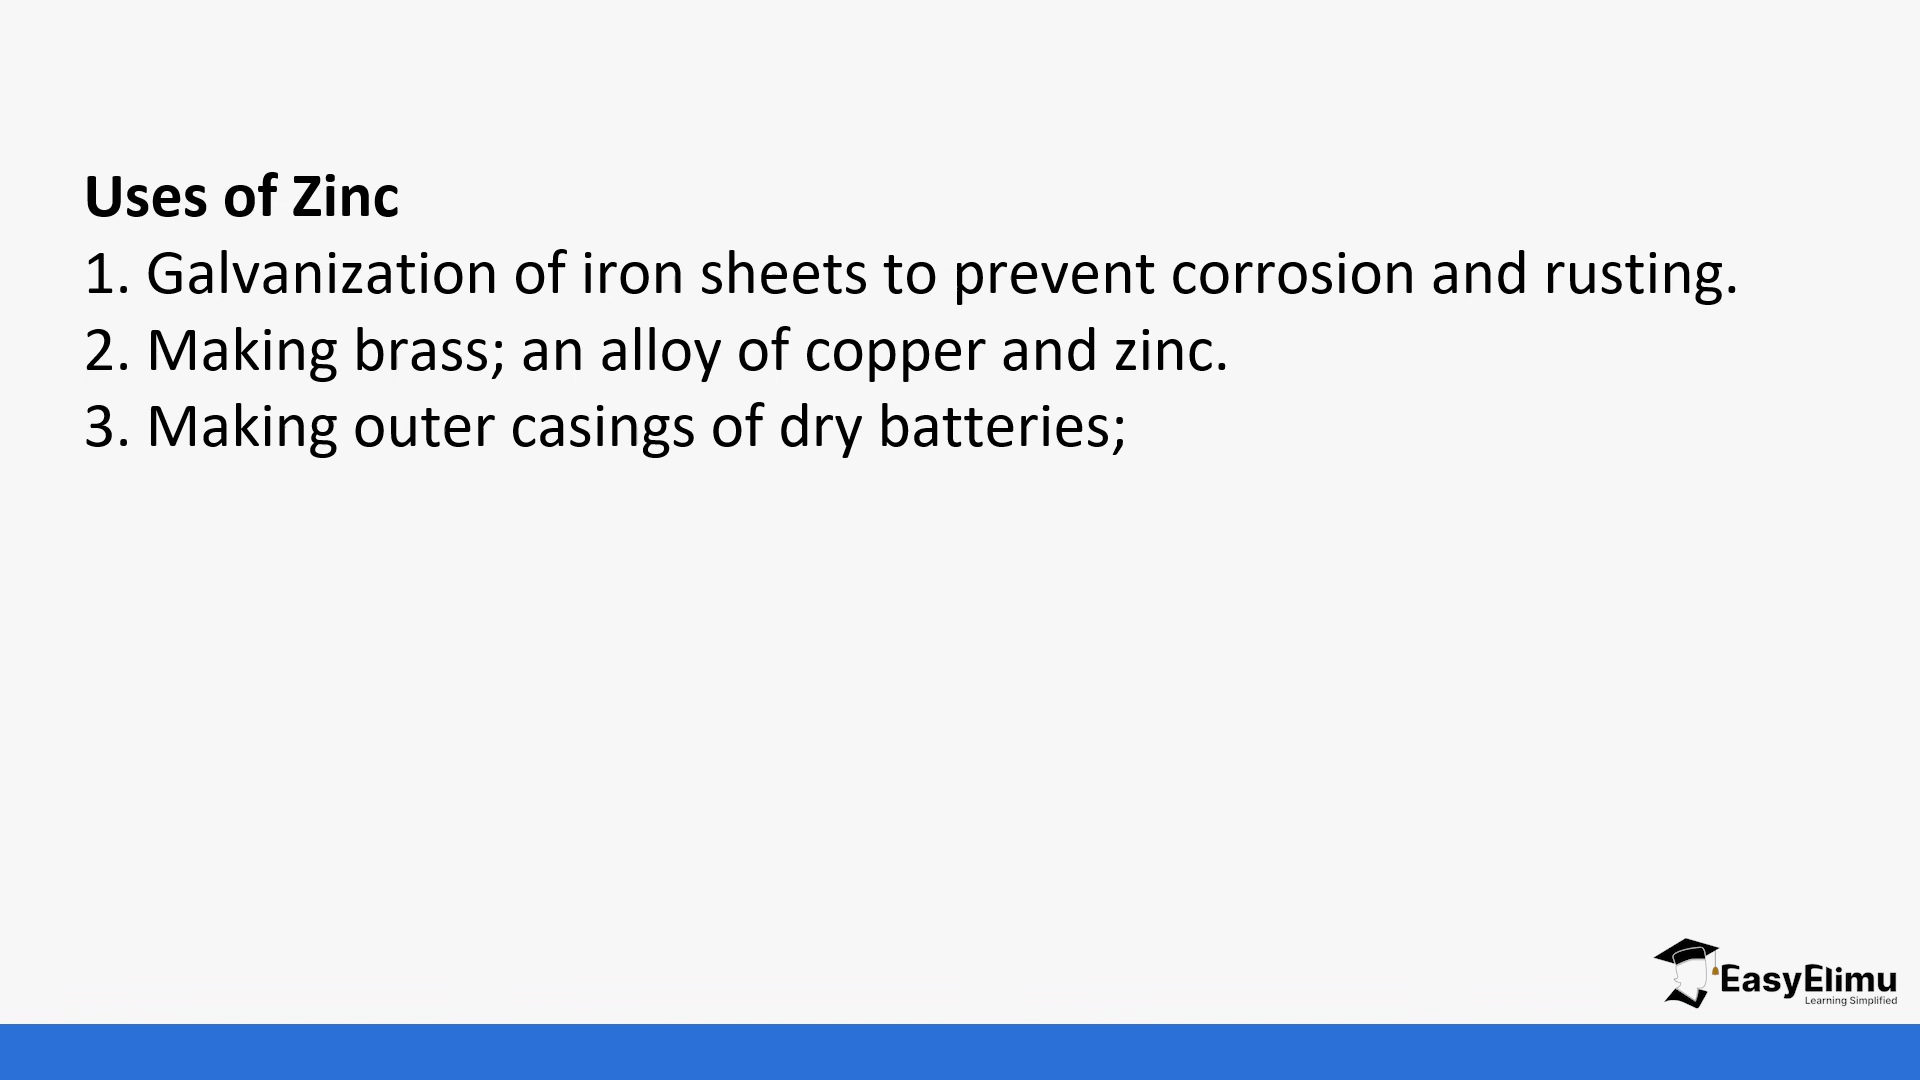 Uses of Zinc
1. Galvanization of iron sheets to prevent corrosion and rusting.
2. Making brass; an alloy of copper and zinc.
3. Making outer casings of dry batteries;
EasyElimu
Learning Simplified